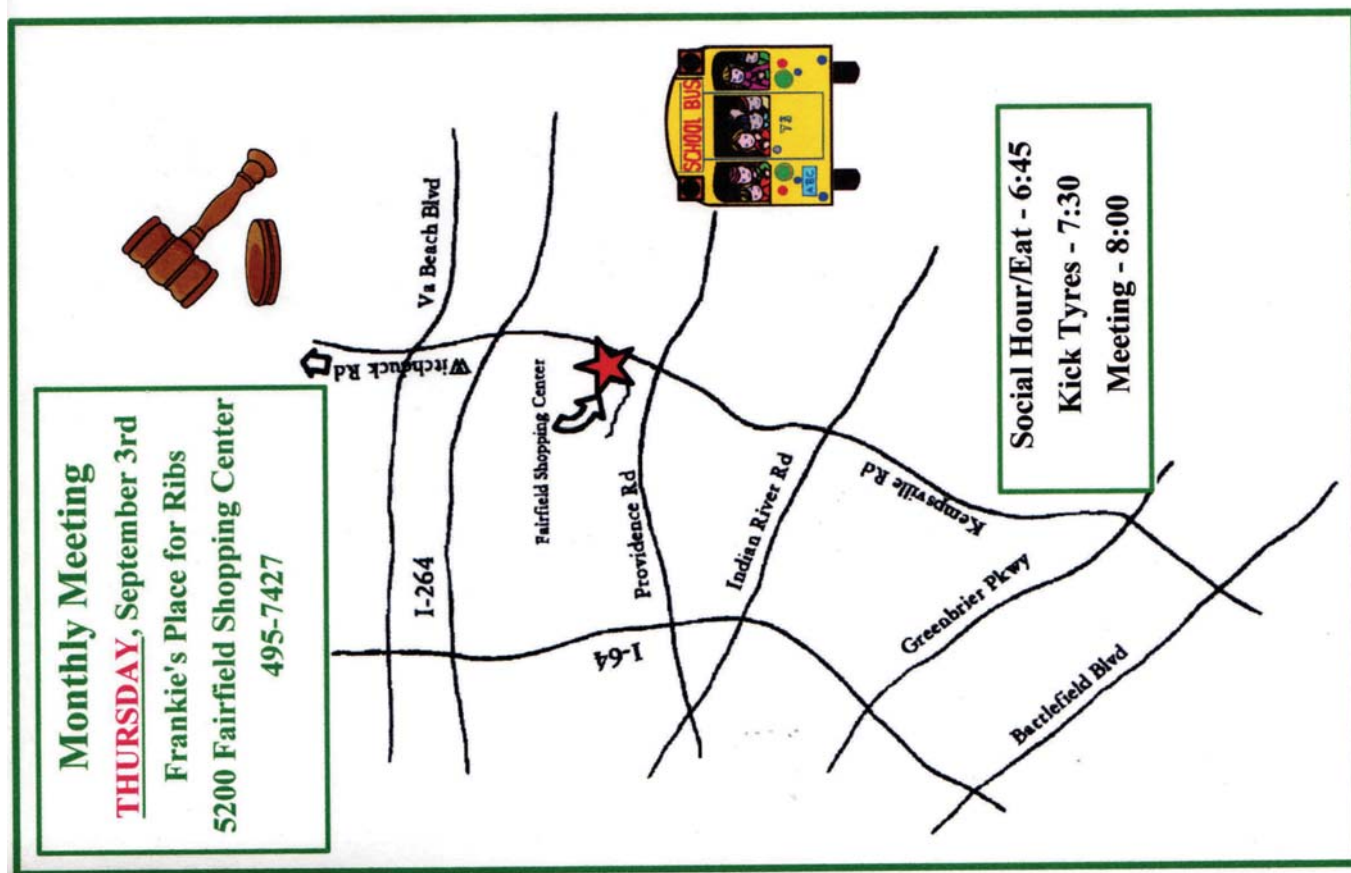 Monthly Meeting
THURSDAY, September 3rd
Frankie's Place for Ribs
5200 Fairfield Shopping Center
495-7427
Va Beach Blvd
Witchduck Rd
I-264
Fairfield Shopping Center
Providence Rd
I-64
Indian River Rd
Kempsville Rd
Greenbrier Pkwy
Battlefield Blvd
SCHOOL BUS
ABC
Social Hour/Eat - 6:45
Kick Tyres - 7:30
Meeting - 8:00